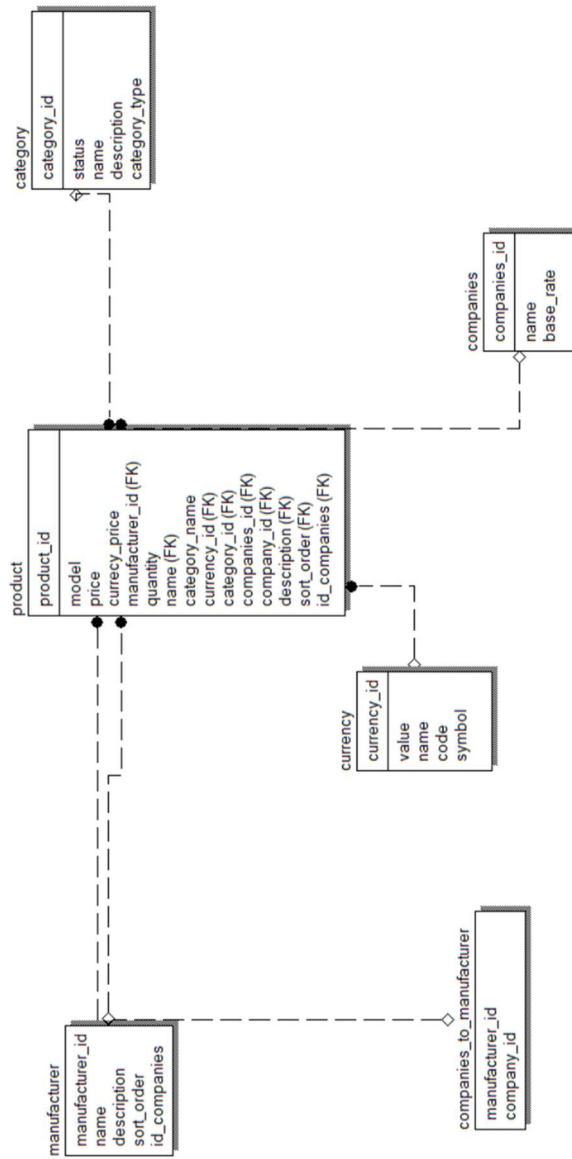 manufacturer
manufacturer_id
name
description
sort_order
id_companies
companies_to_manufacturer
manufacturer_id
company_id
product
product_id
model
price
currecy_price
manufacturer_id (FK)
quantity
name (FK)
category_name
currency_id (FK)
category_id (FK)
companies_id (FK)
company_id (FK)
description (FK)
sort_order (FK)
id_companies (FK)
currency
currency_id
value
name
code
symbol
category
category_id
status
name
description
category_type
companies
companies_id
name
base_rate